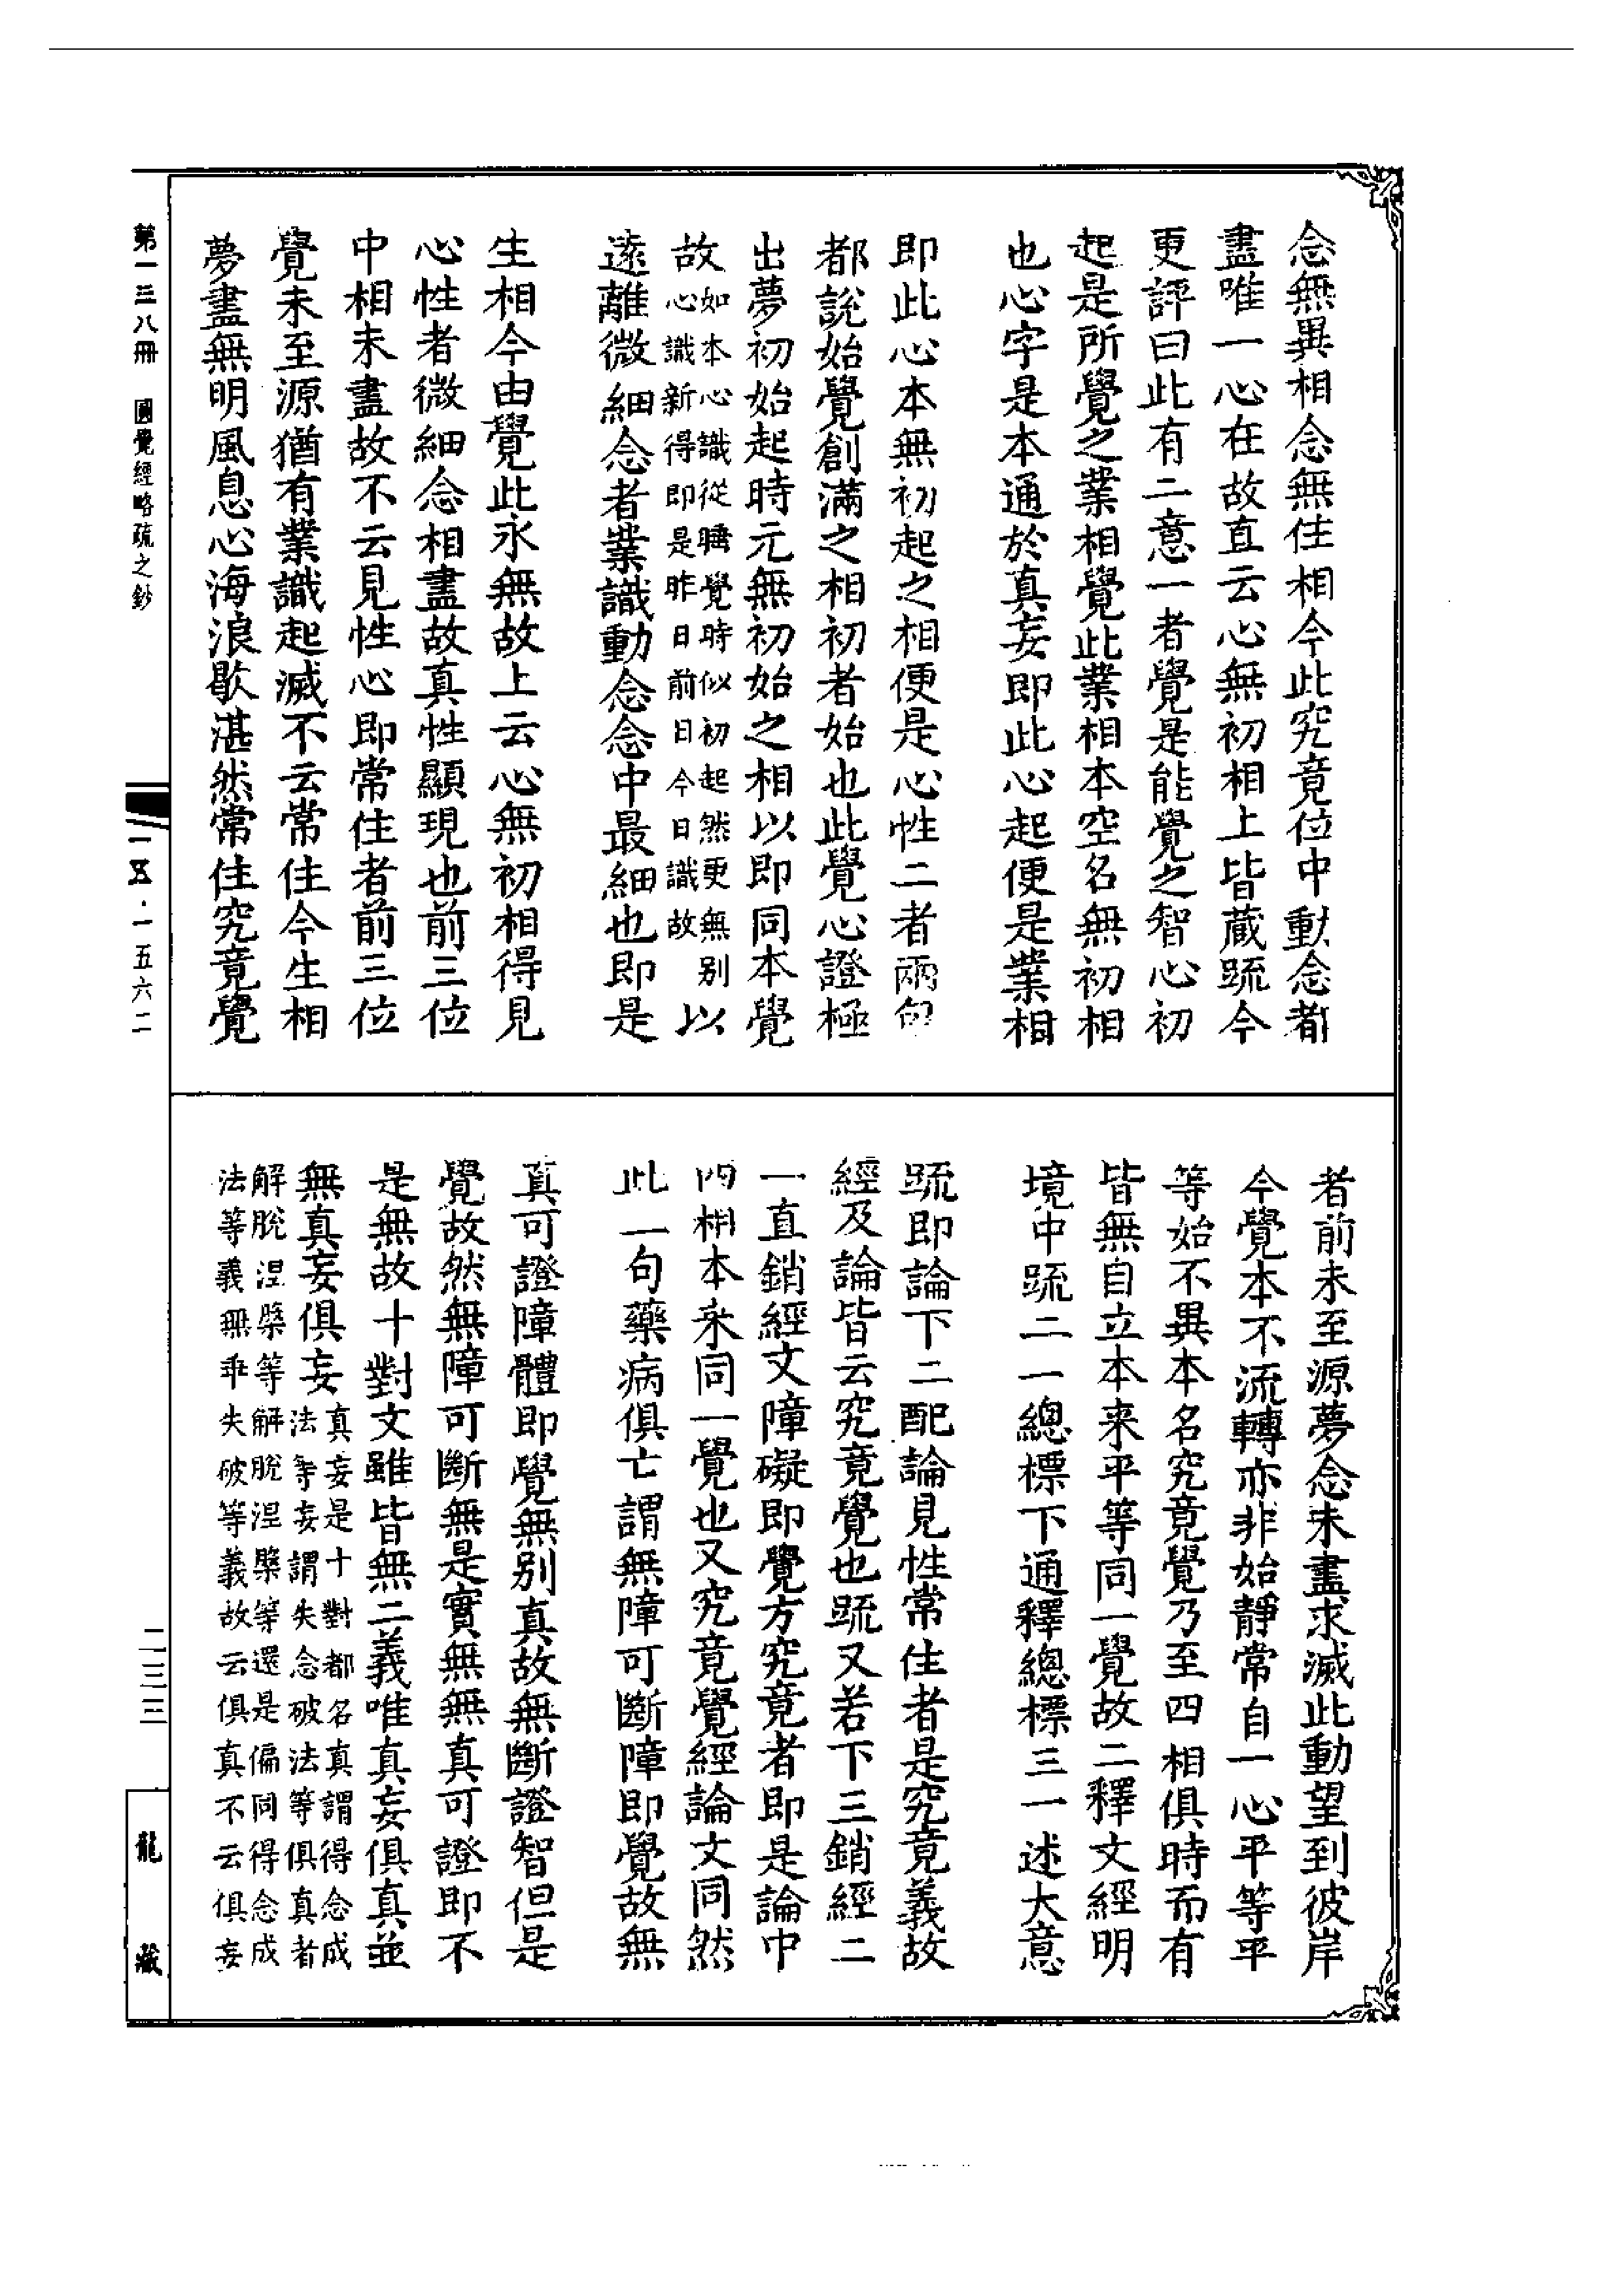 念無異相念無住相今此究竟位中動念者
盡唯一心在故直云心無初相上皆藏䟽今
更評曰此有二意一者覺是能覺之智心初
起是所覺之業相覺此業相本空名無初相
也心字是本通於真妄即此心起便是業相
即此心本無初起之相便是心性二者兩句
都說始覺創滿之相初者始也此覺心證極
出夢初始起時元無初始之相以即同本覺
故如本心識從睡覺時似初起然更無别
心識新得即是昨日前日今日識故以
遠離微細念者業識動念念中最細也即是
生相今由覺此永無故上云心無初相得見
心性者微細念相盡故真性顯現也前三位
中相未盡故不云見性心即常住者前三位
覺未至源猶有業識起滅不云常住今生相
夢盡無明風息心海浪歇湛然常住究竟覺
者前未至源夢念未盡求滅此動望到彼岸
今覺本不流轉亦非始靜常自一心平等平
等始不異本名究竟覺乃至四相俱時而有
皆無自立本来平等同一覺故二釋文經明
境中䟽二一總標下通釋總標三一述大意
䟽即論下二配論見性常住者是究竟義故
經及論皆云究竟覺也䟽又若下三銷經二
一直銷經文障礙即覺方究竟者即是論中
四相本来同一覺也又究竟覺經論文同然
此一句藥病俱亡謂無障可斷障即覺故無
真可證障體即覺無别真故無斷證智但是
覺故然無障可斷無是實無無真可證即不
是無故十對文雖皆無二義唯真妄俱真並
無真妄俱妄真妄是十對都名真謂得念成
法等妄謂失念破法等俱真者
解脫涅槃等解脫涅槃等還是偏同得念成
法等義無乖失破等義故云俱真不云俱妄
第一三八冊　圓覺經略疏之鈔
一五·一五六二
二三三
龍藏